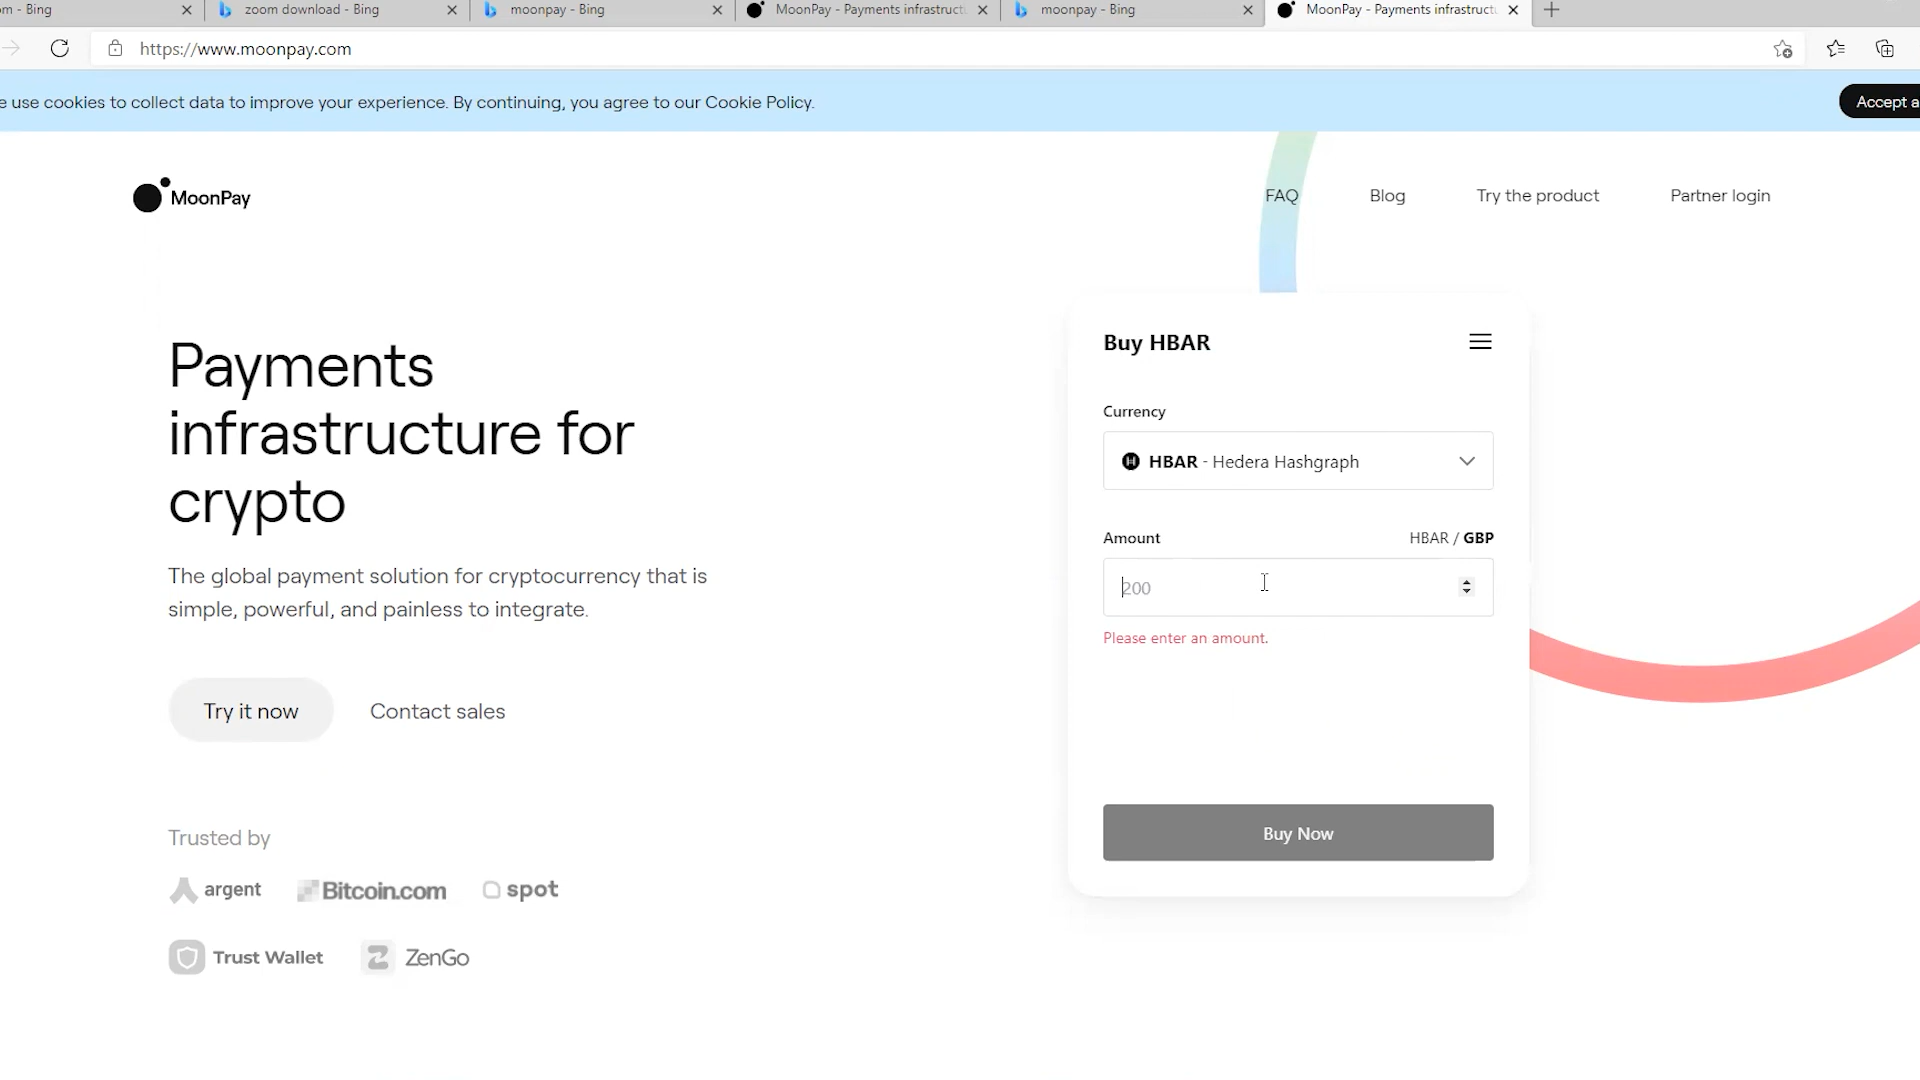 om - Bing
zoom download - Bing
moonpay - Bing
MoonPay - Payments infrastruct
moonpay - Bing
MoonPay - Payments infrastruct
https://www.moonpay.com
e use cookies to collect data to improve your experience. By continuing, you agree to our Cookie Policy.
Accept a
MoonPay
FAQ
Blog
Try the product
Partner login
Payments
infrastructure for
crypto
The global payment solution for cryptocurrency that is
simple, powerful, and painless to integrate.
Try it now
Contact sales
Trusted by
argent
Bitcoin.com
spot
Trust Wallet
ZenGo
Buy HBAR
Currency
HBAR - Hedera Hashgraph
Amount
HBAR / GBP
200
Please enter an amount.
Buy Now